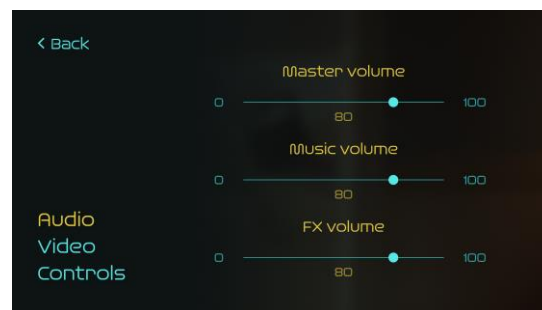 < Back
Master volume
0 100
80
Music volume
0 100
80
FX volume
0 100
80
Audio
Video
Controls